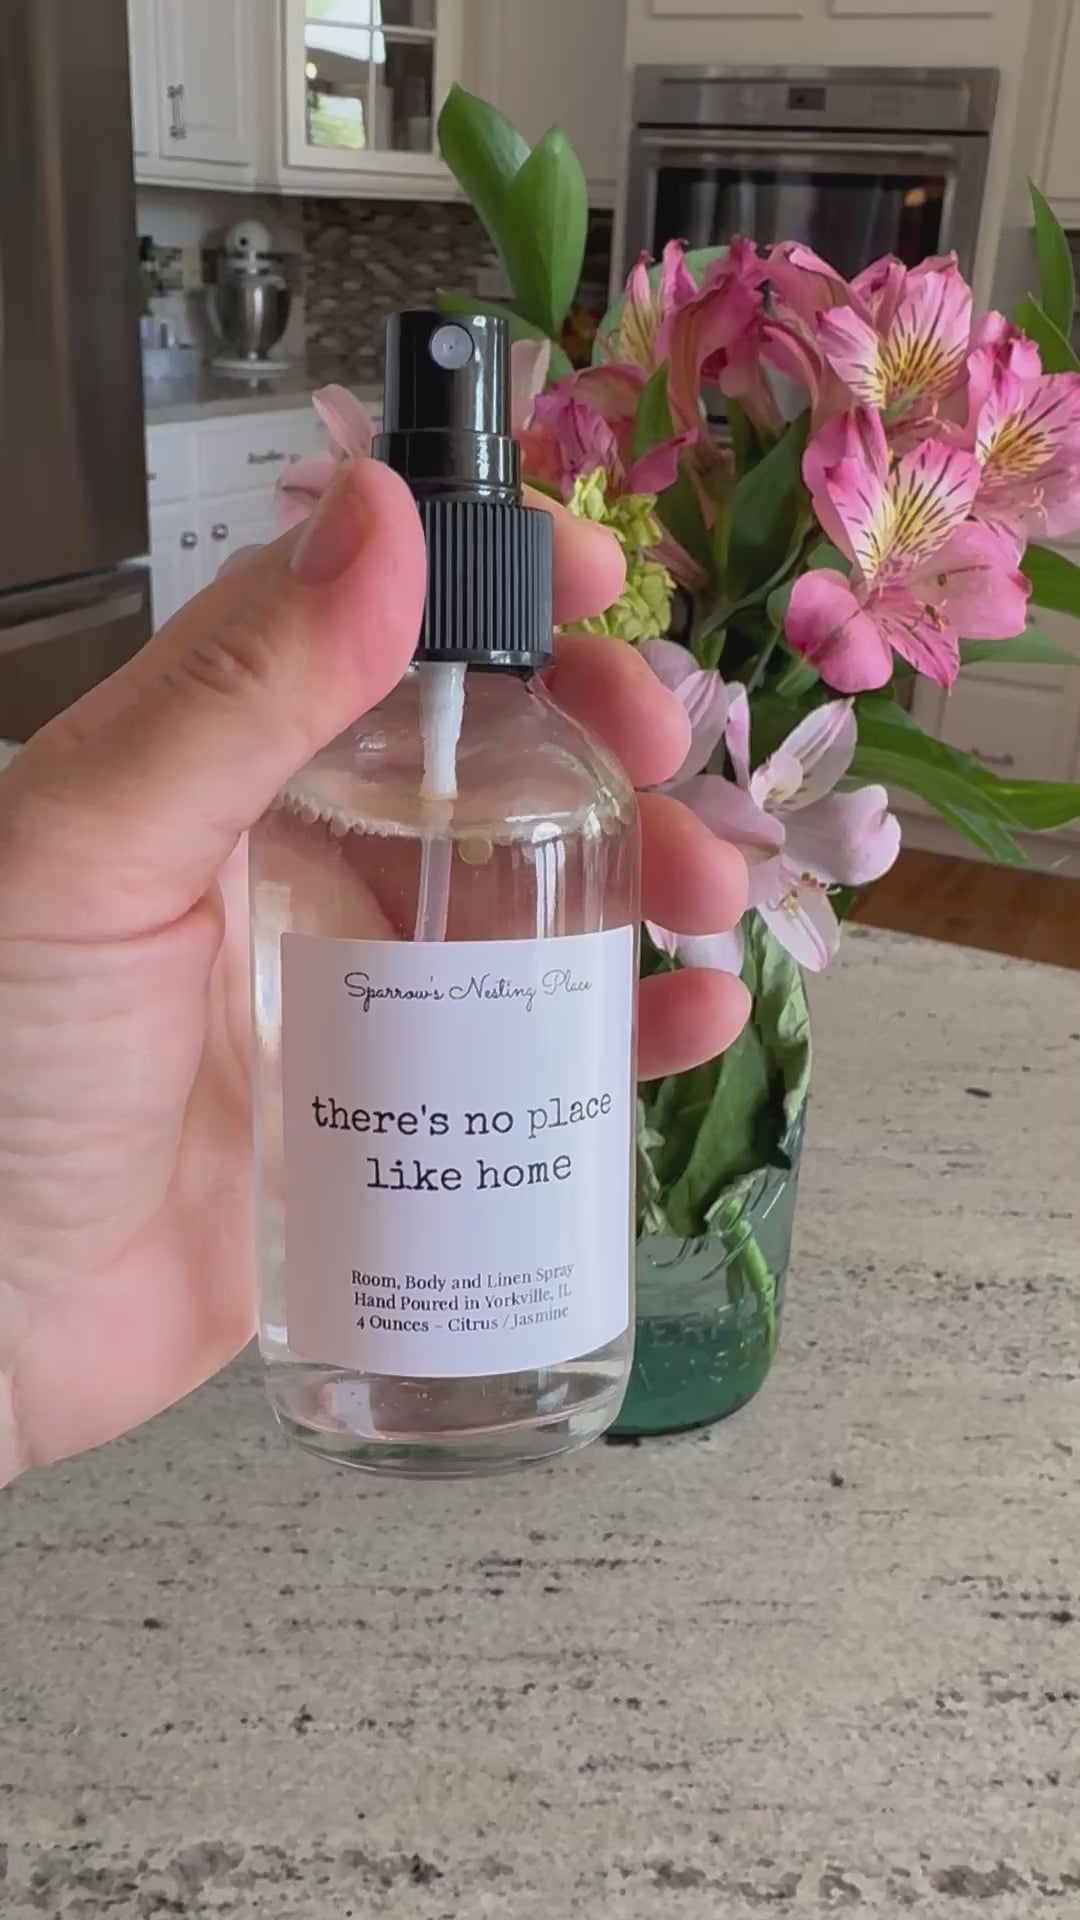 Sparrow's Nesting Place
there's no place
like home
Room, Body and Linen Spray
Hand Poured in Yorkville, IL
4 Ounces - Citrus / Jasmine